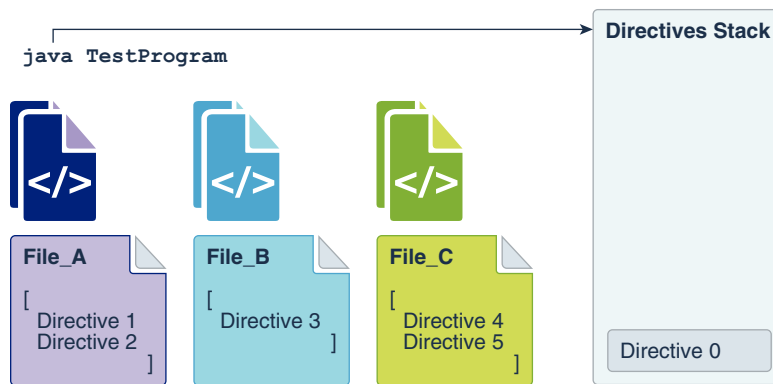 java TestProgram
Directives Stack
</>
</>
</>
File_A
[
Directive 1
Directive 2
]
File_B
[
Directive 3
]
File_C
[
Directive 4
Directive 5
]
Directive 0